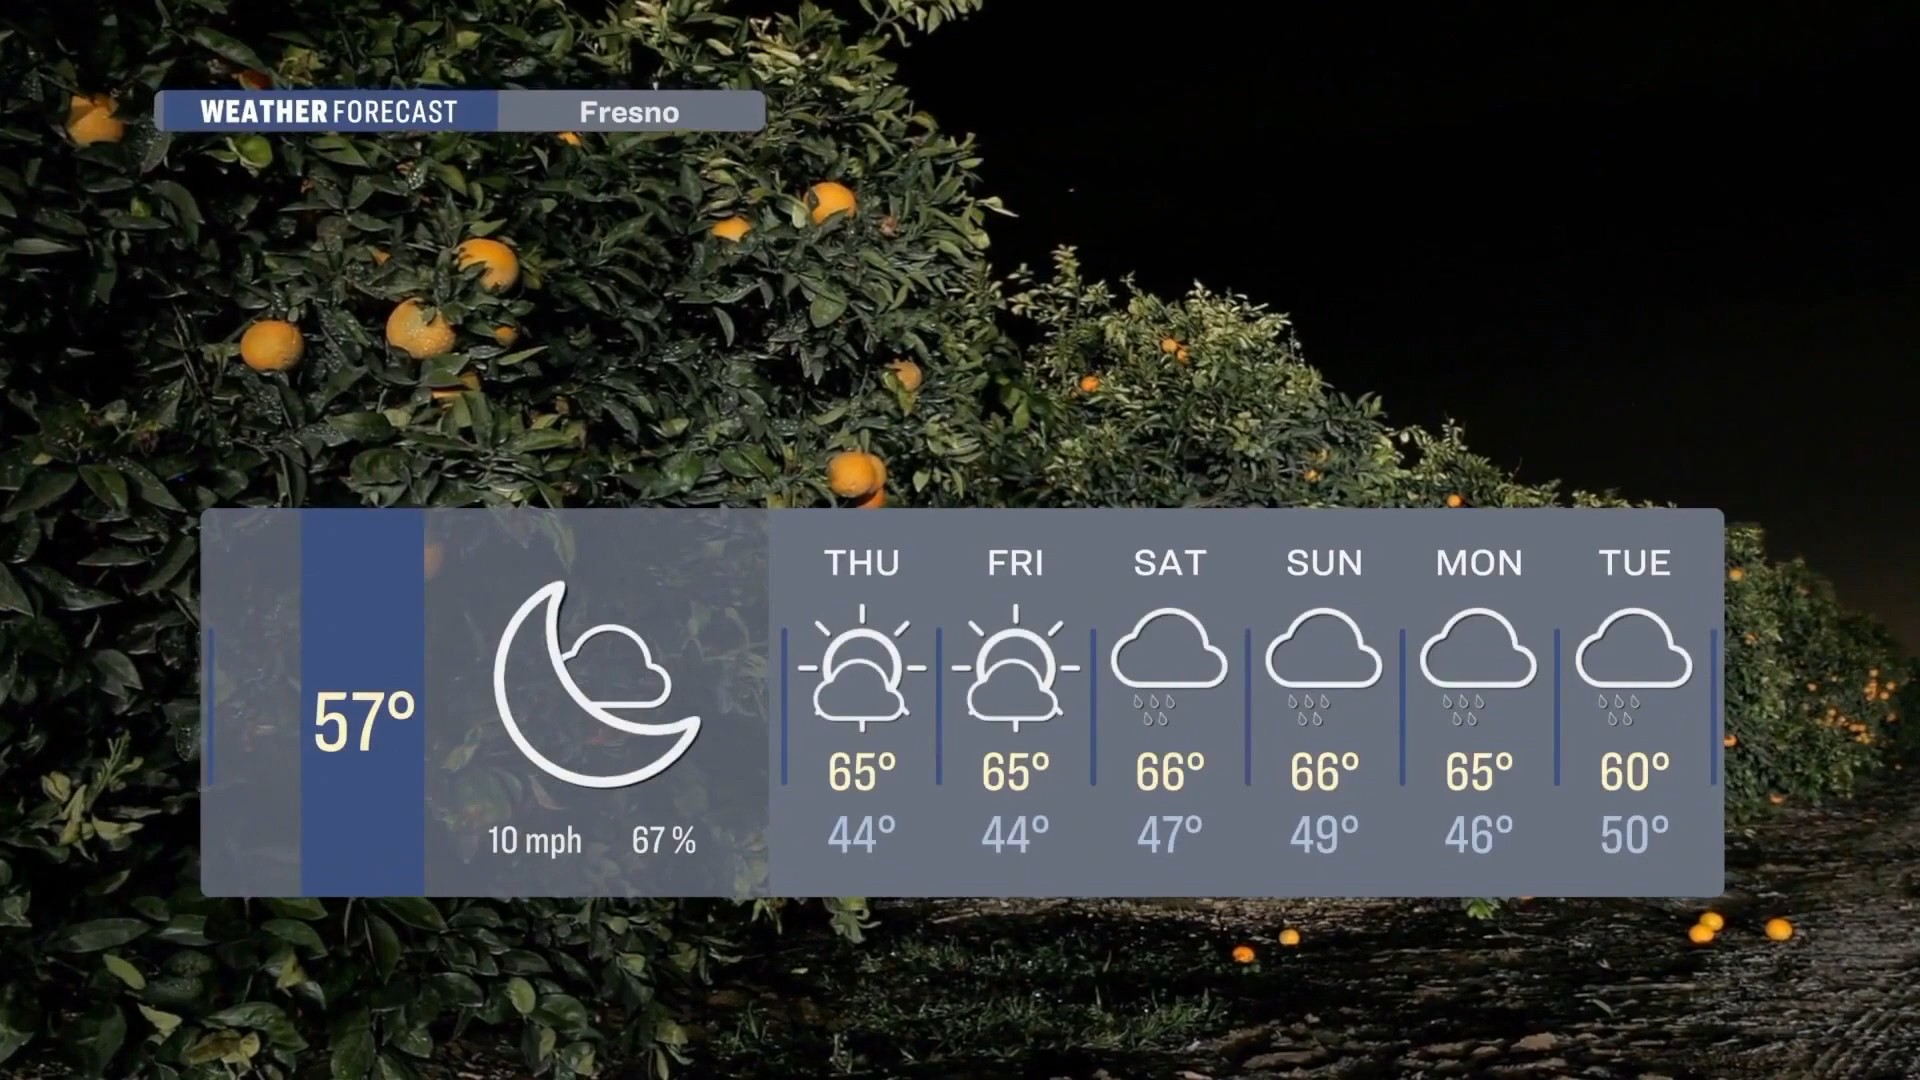 WEATHER FORECAST Fresno
THU FRI SAT SUN MON TUE
57°
65° 65° 66° 66° 65° 60°
10 mph 67 % 44° 44° 47° 49° 46° 50°